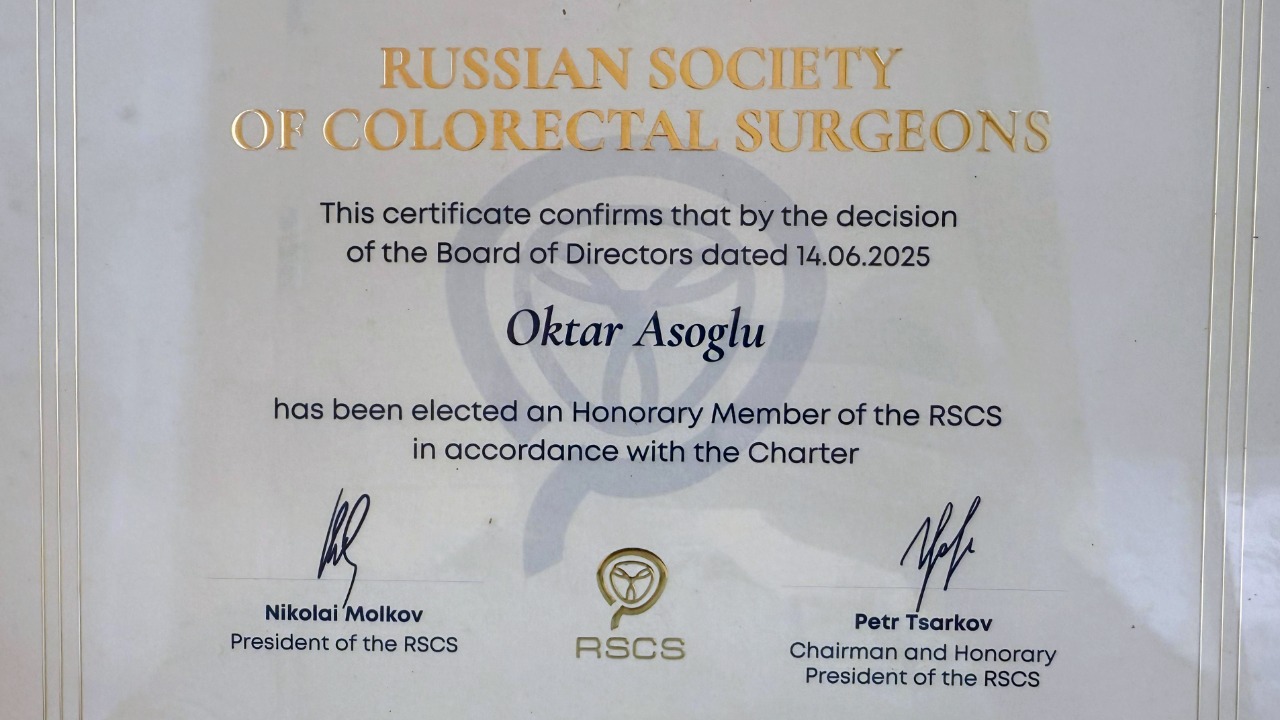 RUSSIAN SOCIETY
OF COLORECTAL SURGEONS
This certificate confirms that by the decision
of the Board of Directors dated 14.06.2025
Oktar Asoglu
has been elected an Honorary Member of the RSCS
in accordance with the Charter
Nikolai Molkov
President of the RSCS
RSCS
Petr Tsarkov
Chairman and Honorary
President of the RSCS